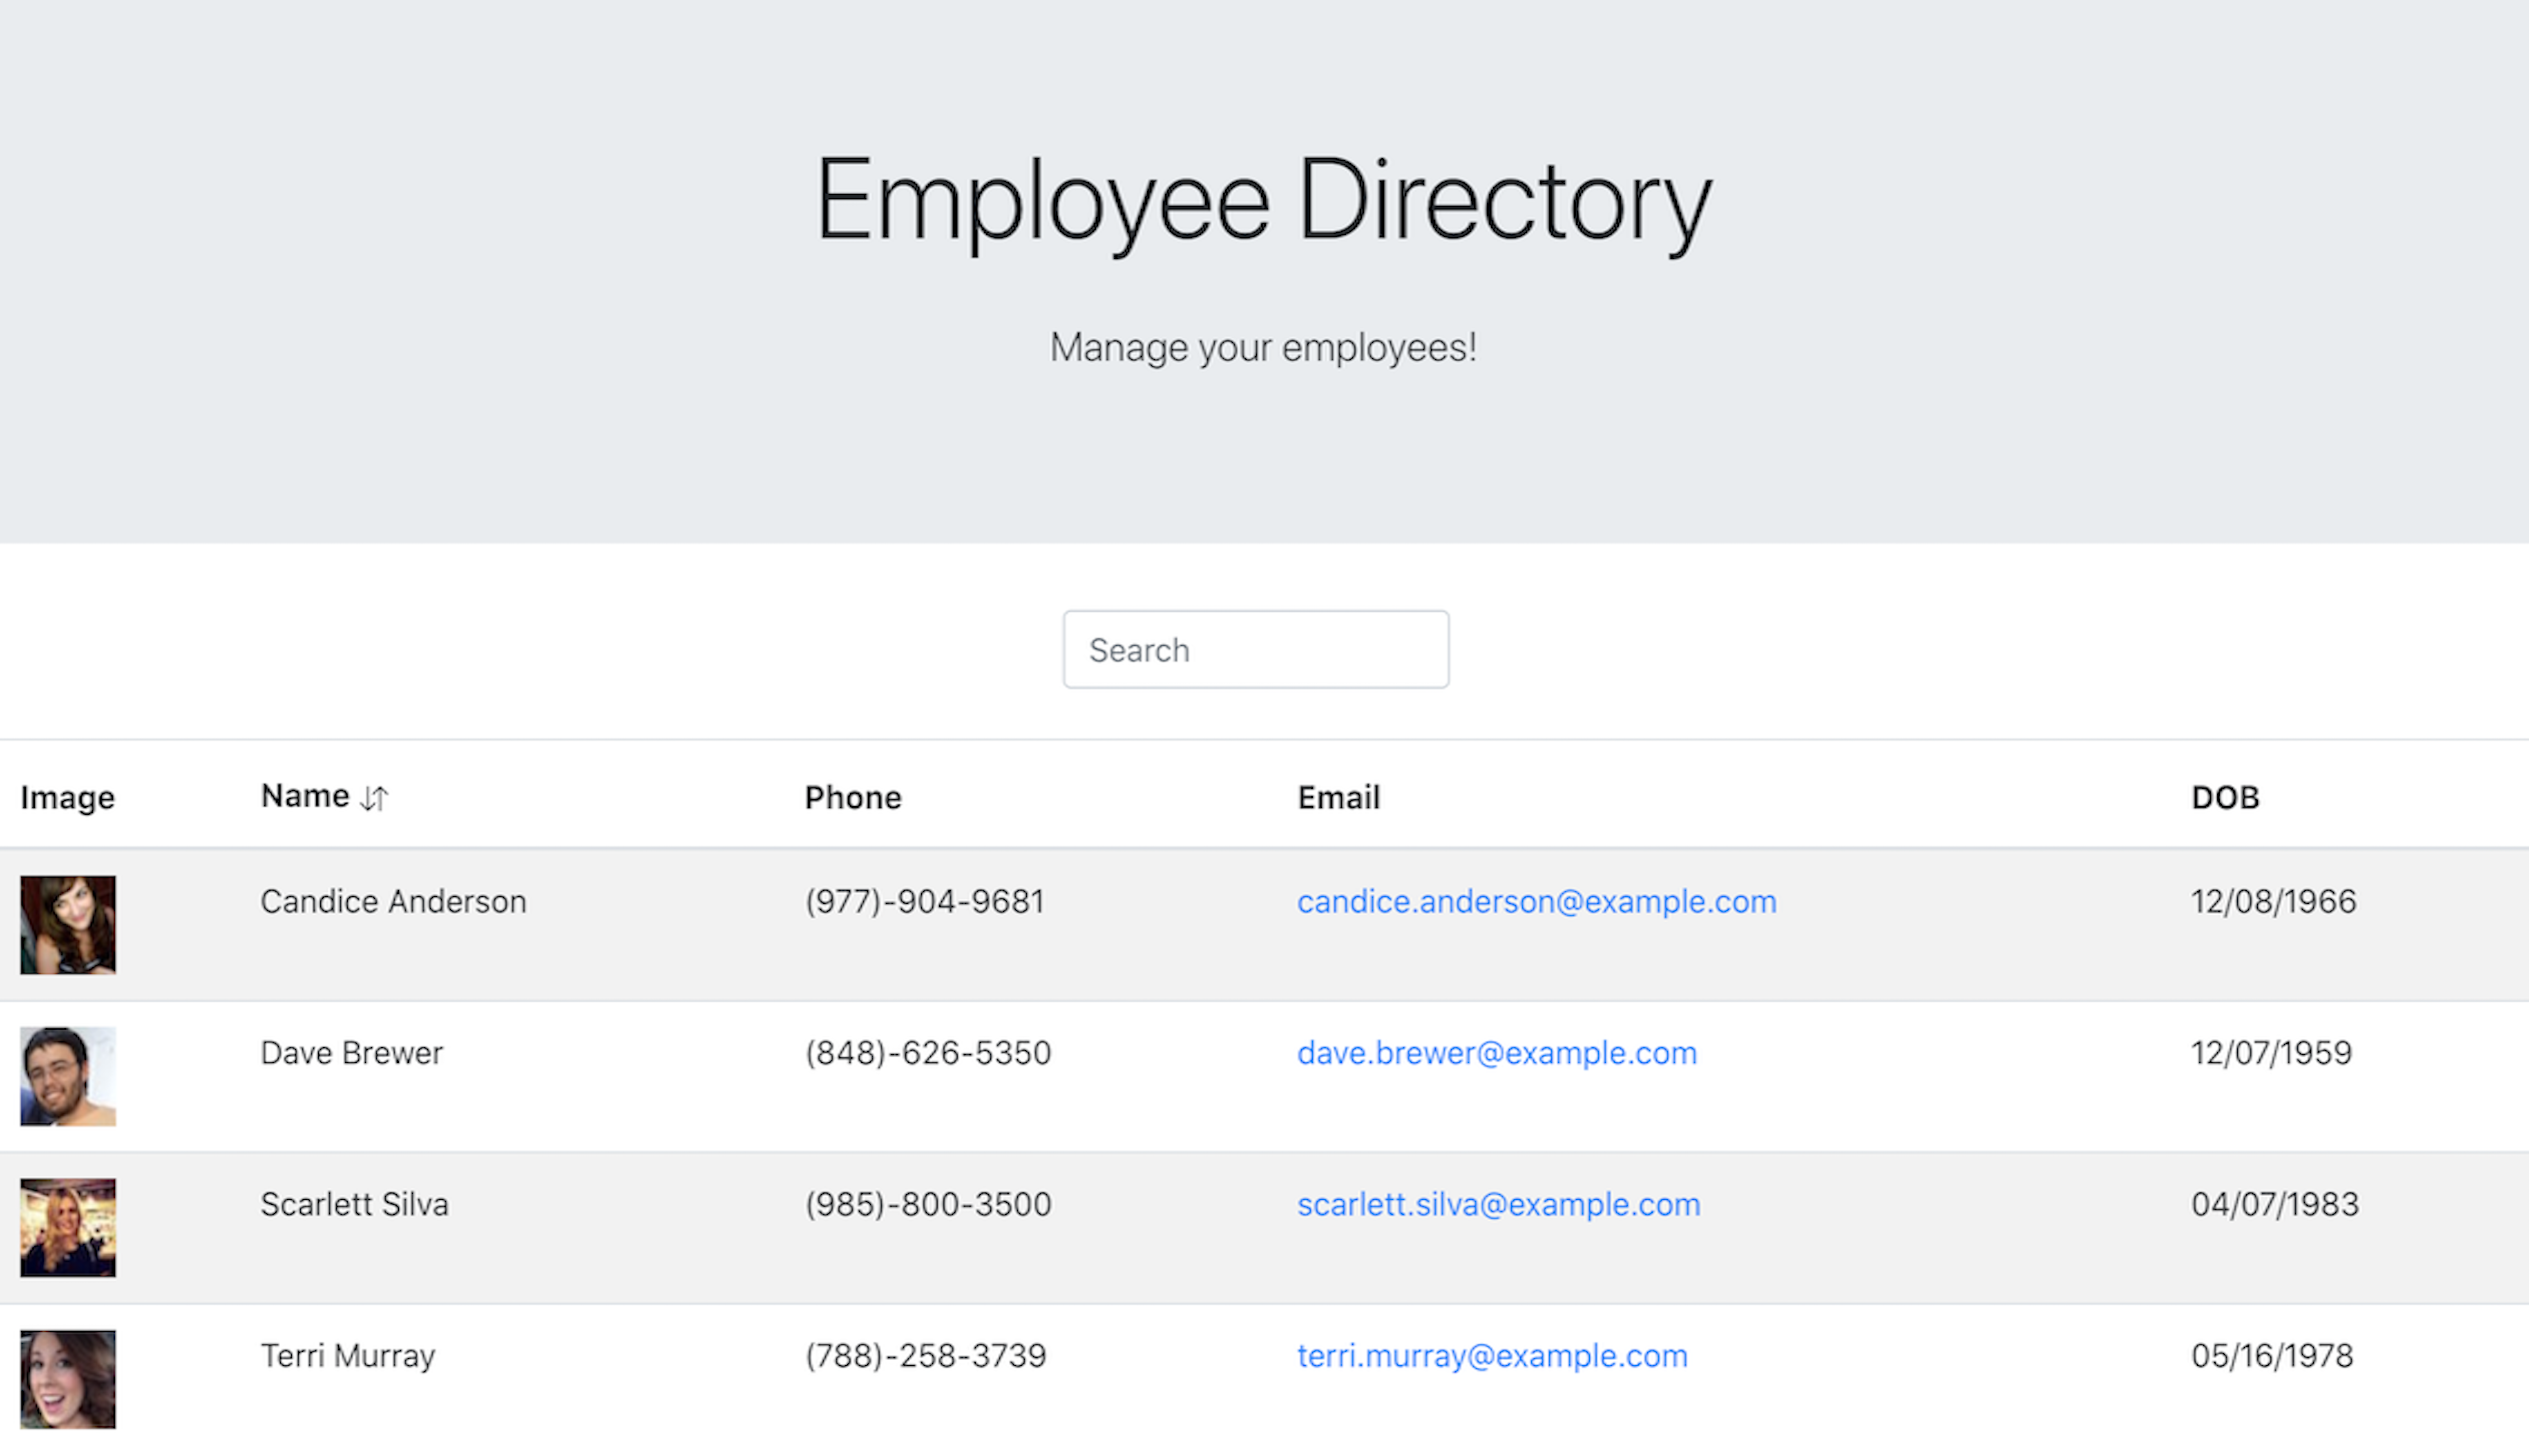 Employee Directory
Manage your employees!
Search
Image Name Phone Email DOB
Candice Anderson (977)-904-9681 candice.anderson@example.com 12/08/1966
Dave Brewer (848)-626-5350 dave.brewer@example.com 12/07/1959
Scarlett Silva (985)-800-3500 scarlett.silva@example.com 04/07/1983
Terri Murray (788)-258-3739 terri.murray@example.com 05/16/1978